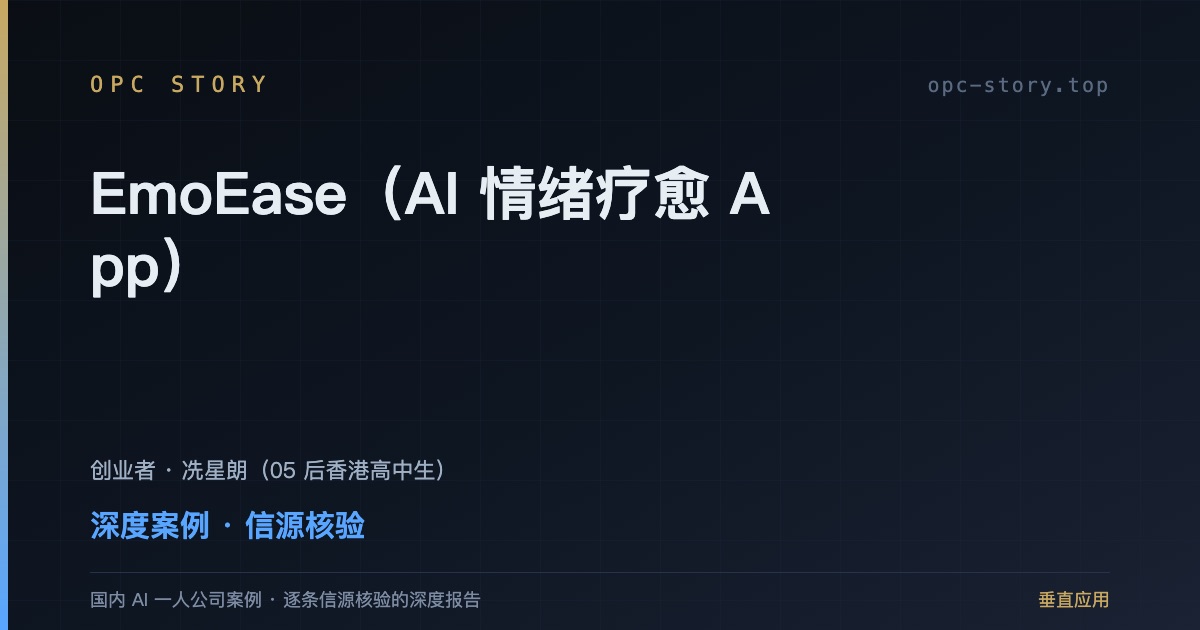 OPC STORY
opc-story.top
EmoEase（AI 情绪疗愈 A
pp）
创业者 · 冼星朗（05 后香港高中生）
深度案例 · 信源核验
国内 AI 一人公司案例 · 逐条信源核验的深度报告
垂直应用